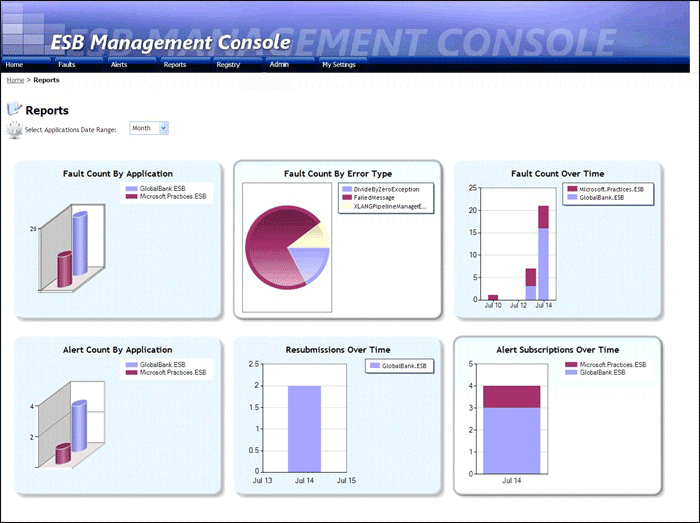 ESB MANAGEMENT CONSOLE
ESB Management Console
Home Faults Alerts Reports Registry Admin My Settings
Home > Reports
Reports
Select Applications Date Range: Month
Fault Count By Application
GlobalBank.ESB
Microsoft.Practices.ESB
20
Fault Count By Error Type
DivideByZeroException
FailedMessage
XLANGPipelineManagerE...
Fault Count Over Time
Microsoft.Practices.ESB
GlobalBank.ESB
25
20
15
10
5
0
Jul 10 Jul 12 Jul 14
Alert Count By Application
GlobalBank.ESB
Microsoft.Practices.ESB
4
2
Resubmissions Over Time
GlobalBank.ESB
2.5
2
1.5
1
0.5
0
Jul 13 Jul 14 Jul 15
Alert Subscriptions Over Time
Microsoft.Practices.ESB
GlobalBank.ESB
5
4
3
2
1
0
Jul 14